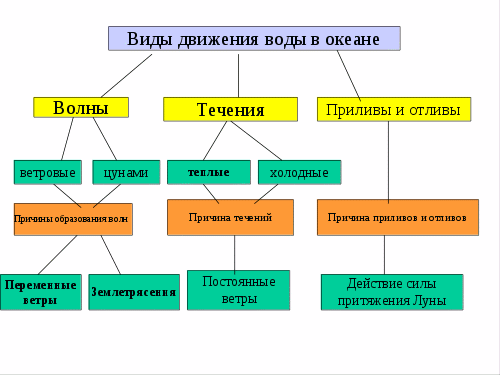 Виды движения воды в океане
Волны
Течения
Приливы и отливы
ветровые
цунами
теплые
холодные
Причины образования волн
Причина течений
Причина приливов и отливов
Переменные
ветры
Землетрясения
Постоянные
ветры
Действие силы
притяжения Луны